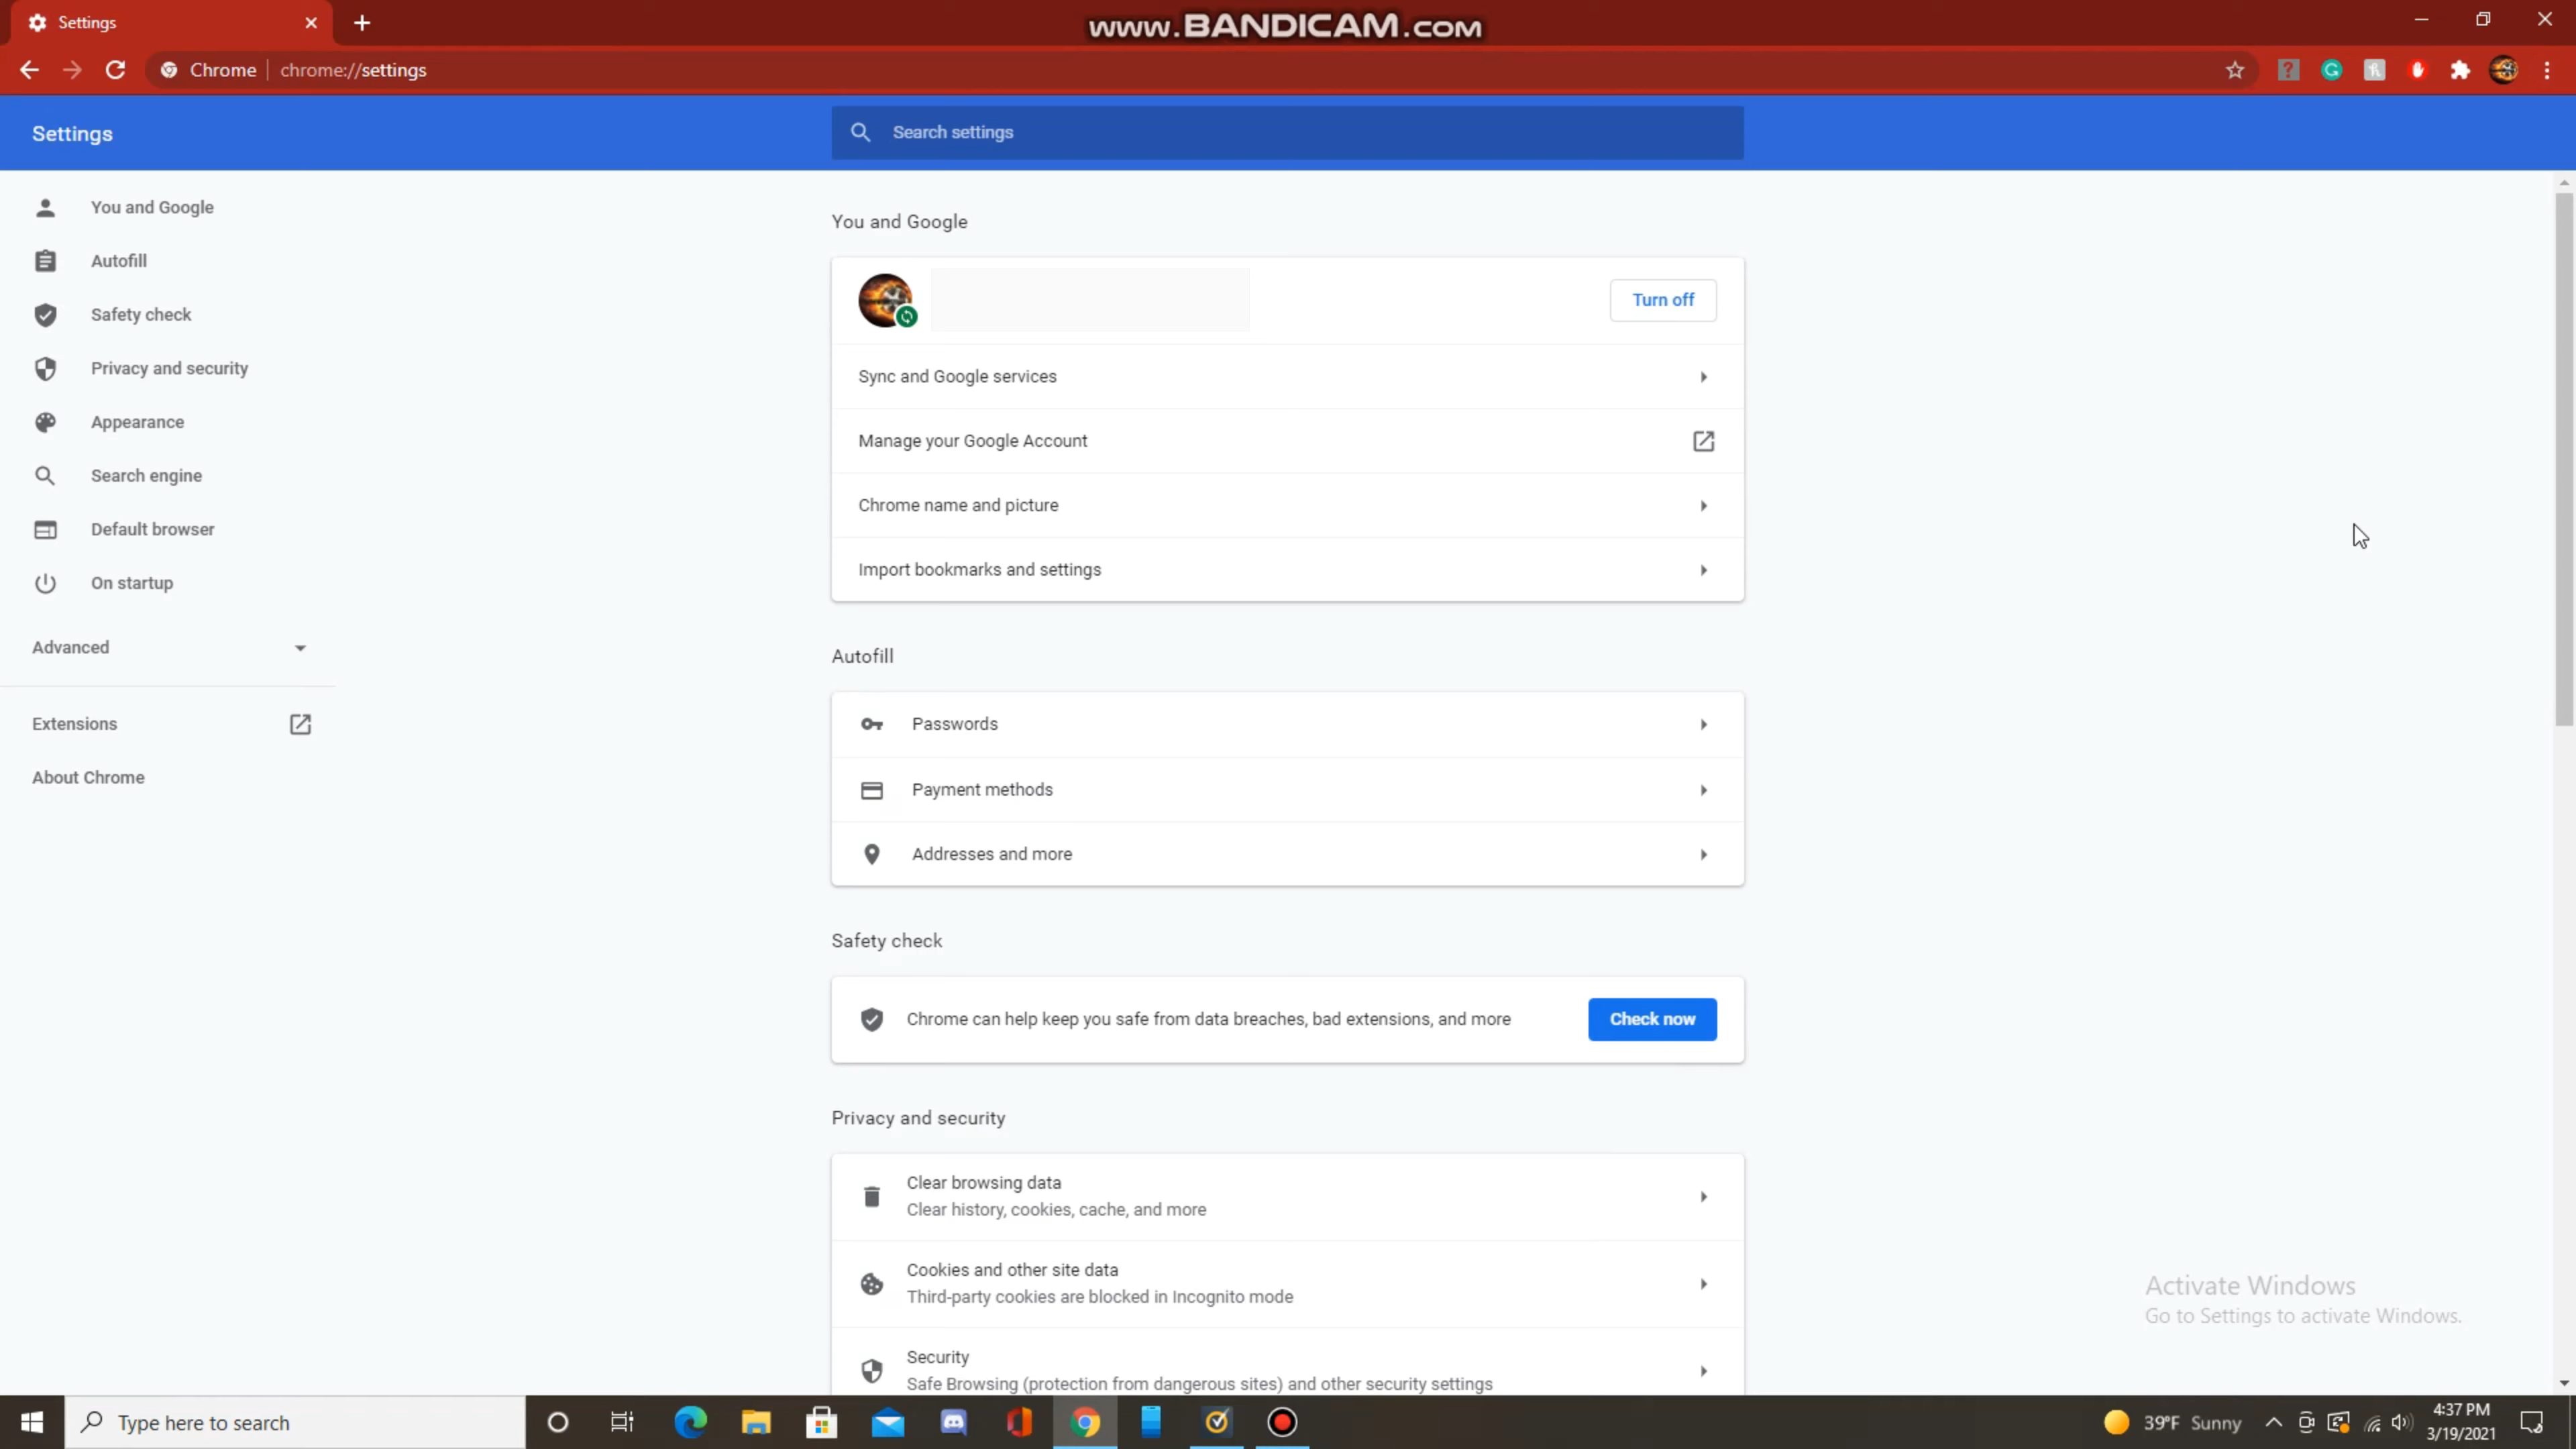 Settings
www.BANDICAM.com
Chrome
chrome://settings
Settings
Search settings
You and Google
Autofill
Safety check
Privacy and security
Appearance
Search engine
Default browser
On startup
Advanced
Extensions
About Chrome
You and Google
Turn off
Sync and Google services
Manage your Google Account
Chrome name and picture
Import bookmarks and settings
Autofill
Passwords
Payment methods
Addresses and more
Safety check
Chrome can help keep you safe from data breaches, bad extensions, and more
Check now
Privacy and security
Clear browsing data
Clear history, cookies, cache, and more
Cookies and other site data
Third-party cookies are blocked in Incognito mode
Security
Safe Browsing (protection from dangerous sites) and other security settings
Activate Windows
Go to Settings to activate Windows.
Type here to search
39°F Sunny
4:37 PM
3/19/2021